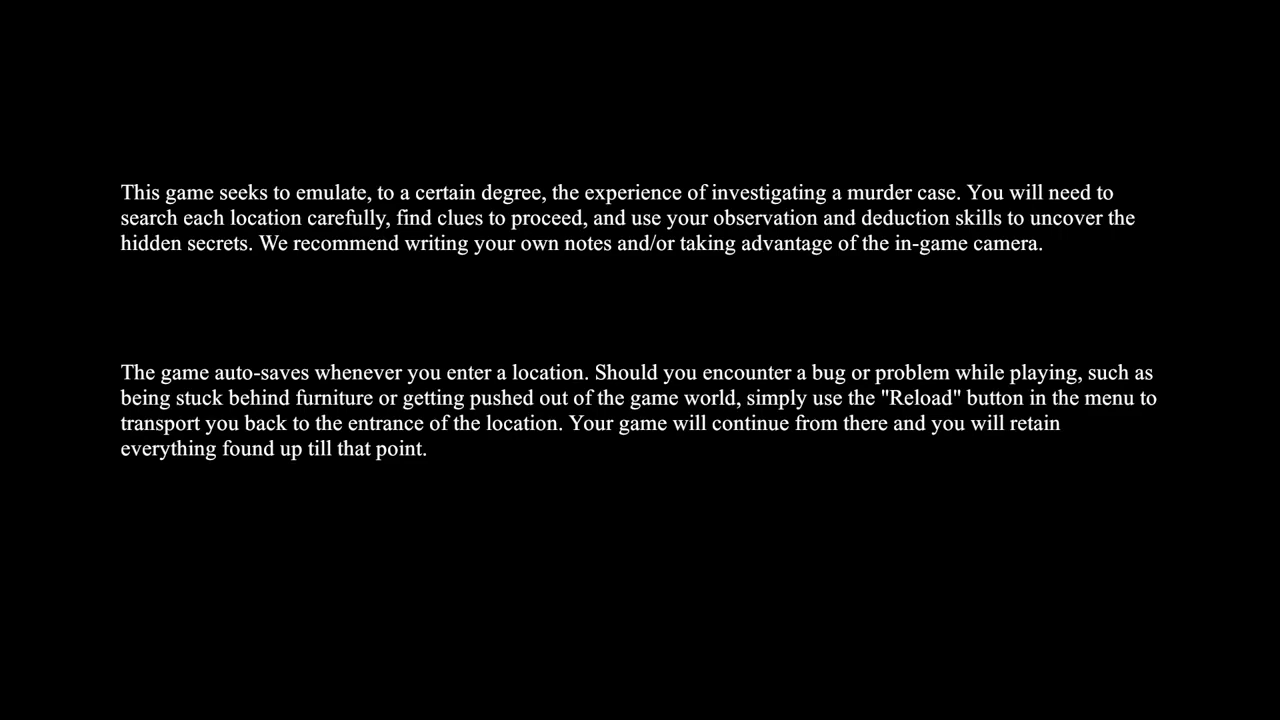 This game seeks to emulate, to a certain degree, the experience of investigating a murder case. You will need to
search each location carefully, find clues to proceed, and use your observation and deduction skills to uncover the
hidden secrets. We recommend writing your own notes and/or taking advantage of the in-game camera.
The game auto-saves whenever you enter a location. Should you encounter a bug or problem while playing, such as
being stuck behind furniture or getting pushed out of the game world, simply use the "Reload" button in the menu to
transport you back to the entrance of the location. Your game will continue from there and you will retain
everything found up till that point.